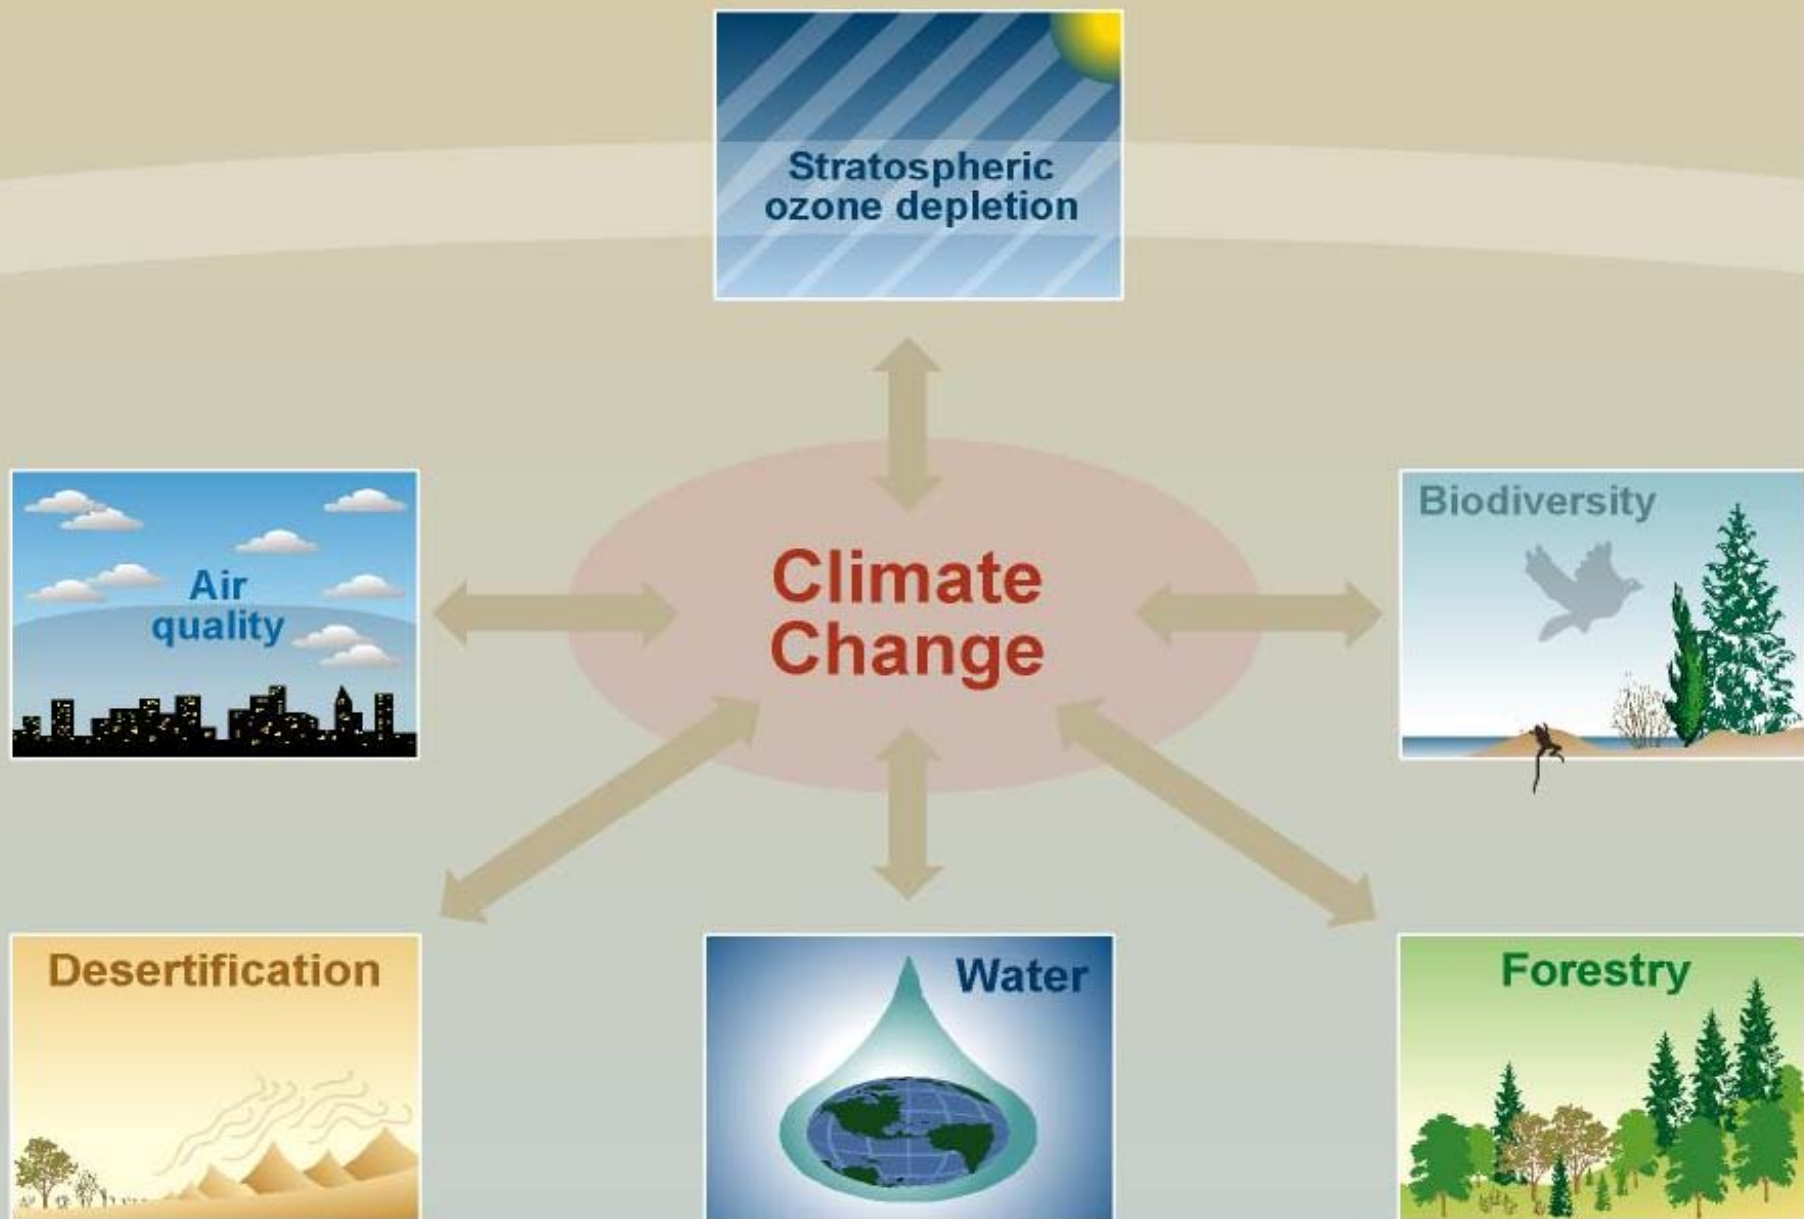 Stratospheric
ozone depletion
Air
quality
Climate
Change
Biodiversity
Desertification
Water
Forestry